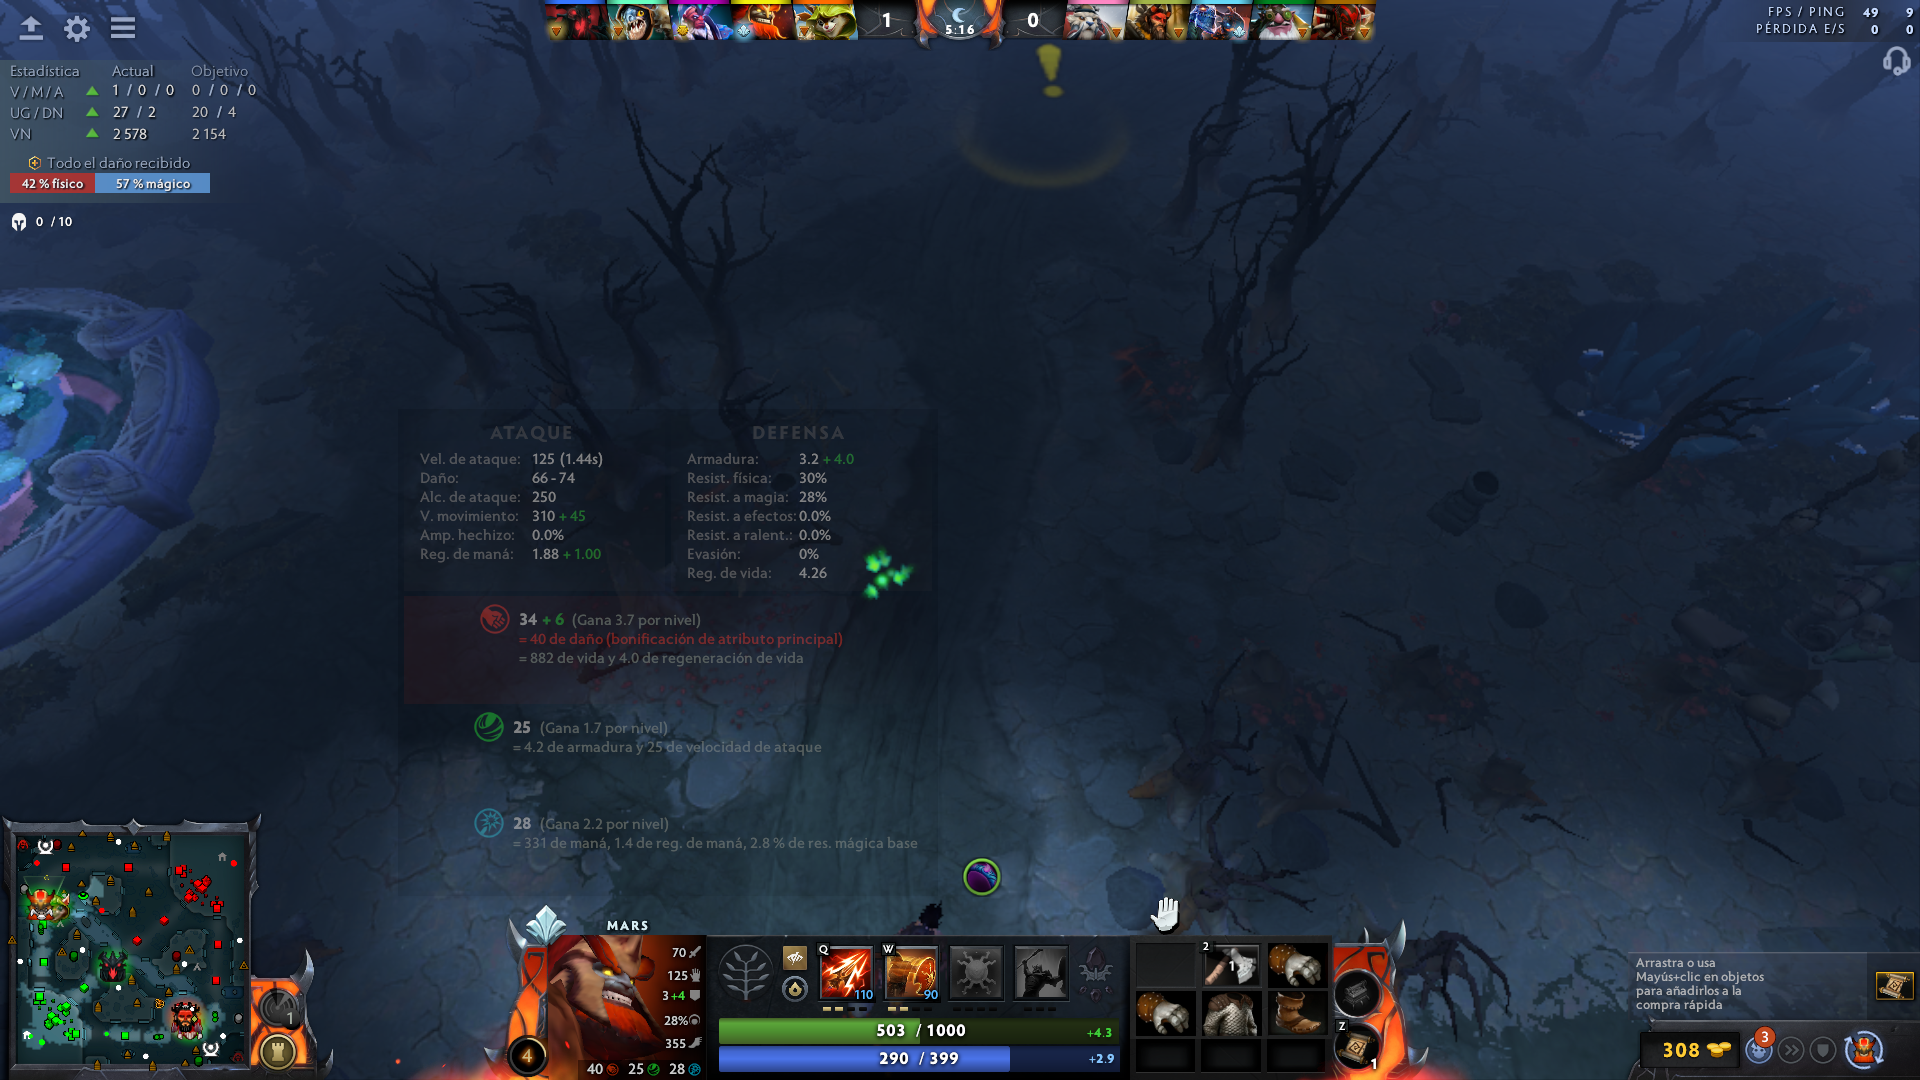 1
5:16
0
FPS / PING 49 9
PÉRDIDA E/S 0 0
Estadística Actual Objetivo
V / M / A 1 / 0 / 0 0 / 0 / 0
UG / DN 27 / 2 20 / 4
VN 2 578 2 154
Todo el daño recibido
42 % físico 57 % mágico
0 / 10
ATAQUE
Vel. de ataque: 125 (1.44s)
Daño: 66 - 74
Alc. de ataque: 250
V. movimiento: 310 + 45
Amp. hechizo: 0.0%
Reg. de maná: 1.88 + 1.00
DEFENSA
Armadura: 3.2 + 4.0
Resist. física: 30%
Resist. a magia: 28%
Resist. a efectos: 0.0%
Resist. a ralent.: 0.0%
Evasión: 0%
Reg. de vida: 4.26
34 + 6 (Gana 3.7 por nivel)
= 40 de daño (bonificación de atributo principal)
= 882 de vida y 4.0 de regeneración de vida
25 (Gana 1.7 por nivel)
= 4.2 de armadura y 25 de velocidad de ataque
28 (Gana 2.2 por nivel)
= 331 de maná, 1.4 de reg. de maná, 2.8 % de res. mágica base
1
MARS
70
125
3 +4
28%
355
4
40 25 28
Q 110
W 90
503 / 1000 +4.3
290 / 399 +2.9
2
1
Z
1
Arrastra o usa
Mayús+clic en objetos
para añadirlos a la
compra rápida
308
3